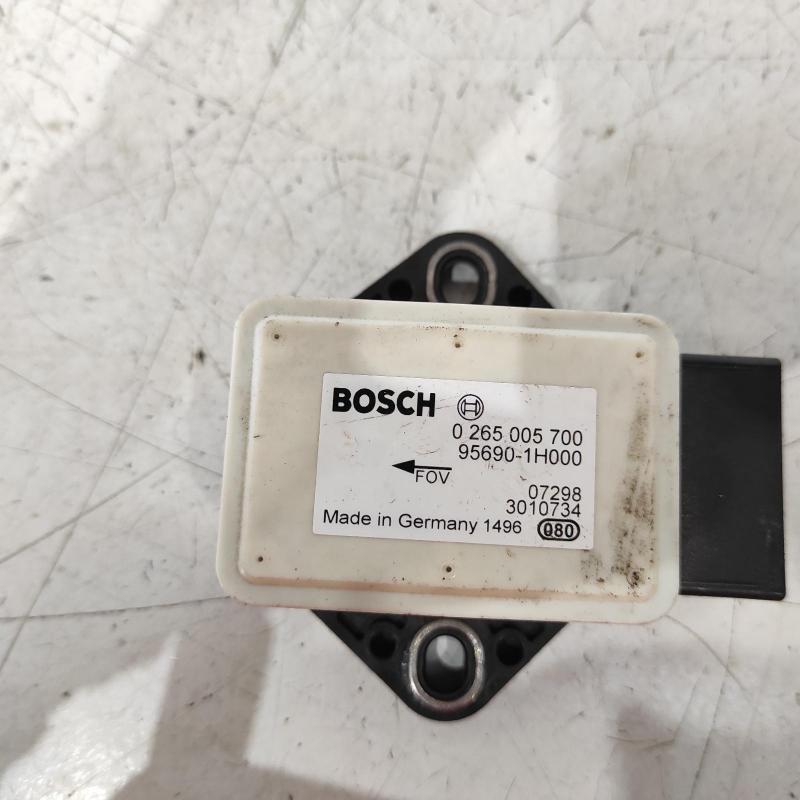 BOSCH
0 265 005 700
95690-1H000
FOV
07298
3010734
Made in Germany 1496 Q80